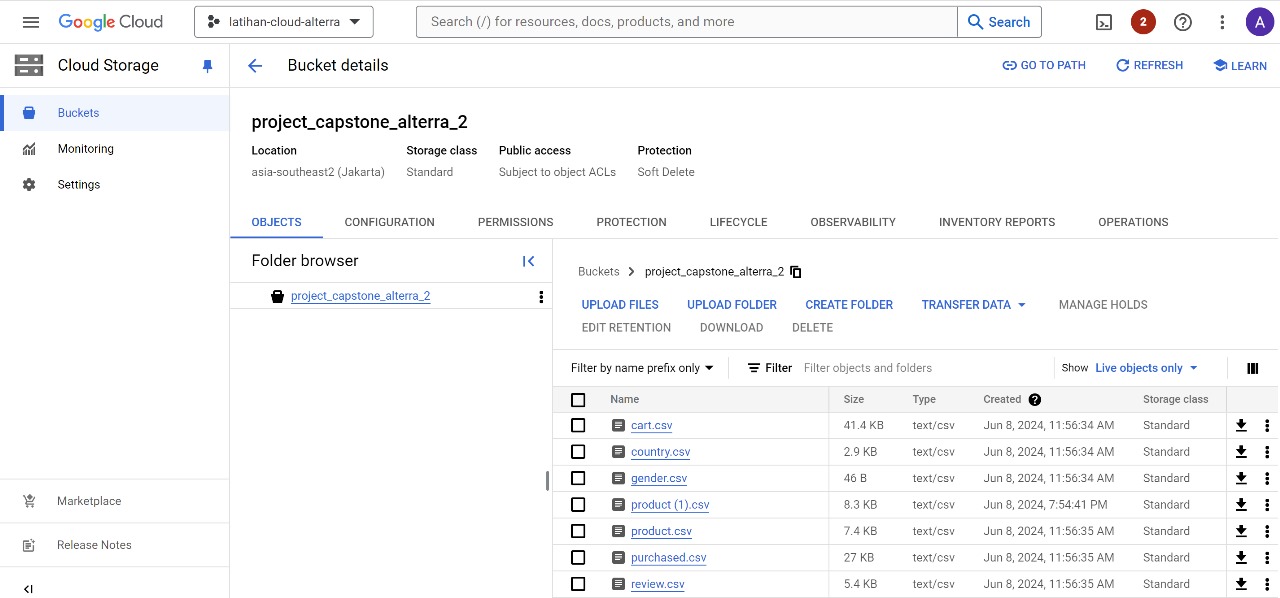 Google Cloud
latihan-cloud-alterra
Search (/) for resources, docs, products, and more
Search
2
A
Cloud Storage
Bucket details
GO TO PATH
REFRESH
LEARN
Buckets
Monitoring
Settings
Marketplace
Release Notes
project_capstone_alterra_2
Location Storage class Public access Protection
asia-southeast2 (Jakarta) Standard Subject to object ACLs Soft Delete
OBJECTS CONFIGURATION PERMISSIONS PROTECTION LIFECYCLE OBSERVABILITY INVENTORY REPORTS OPERATIONS
Folder browser
project_capstone_alterra_2
Buckets project_capstone_alterra_2
UPLOAD FILES UPLOAD FOLDER CREATE FOLDER TRANSFER DATA MANAGE HOLDS
EDIT RETENTION DOWNLOAD DELETE
Filter by name prefix only Filter Filter objects and folders Show Live objects only
Name Size Type Created Storage class
cart.csv 41.4 KB text/csv Jun 8, 2024, 11:56:34 AM Standard
country.csv 2.9 KB text/csv Jun 8, 2024, 11:56:34 AM Standard
gender.csv 46 B text/csv Jun 8, 2024, 11:56:34 AM Standard
product (1).csv 8.3 KB text/csv Jun 8, 2024, 7:54:41 PM Standard
product.csv 7.4 KB text/csv Jun 8, 2024, 11:56:35 AM Standard
purchased.csv 27 KB text/csv Jun 8, 2024, 11:56:35 AM Standard
review.csv 5.4 KB text/csv Jun 8, 2024, 11:56:35 AM Standard